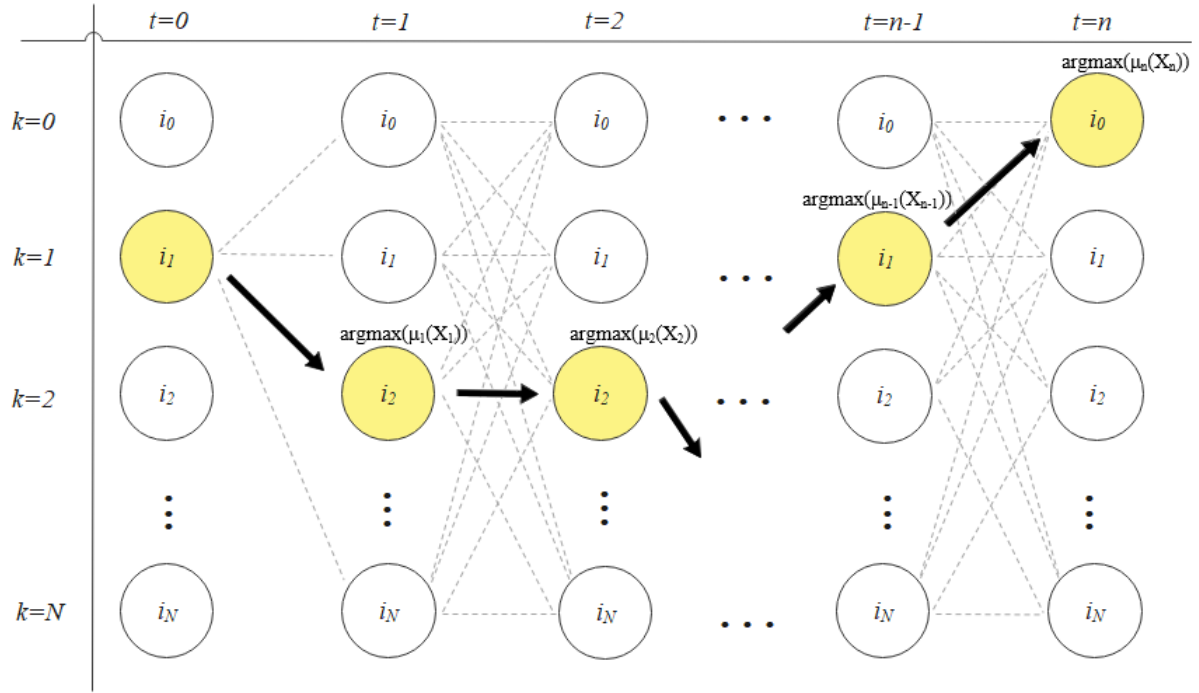 t=0 t=1 t=2 t=n-1 t=n
argmax(μn(Xn))
k=0 i0 i0 i0 ... i0 i0
argmax(μn-1(Xn-1))
k=1 i1 i1 i1 ... i1 i1
argmax(μ1(X1)) argmax(μ2(X2))
k=2 i2 i2 i2 ... i2 i2
k=N iN iN iN ... iN iN